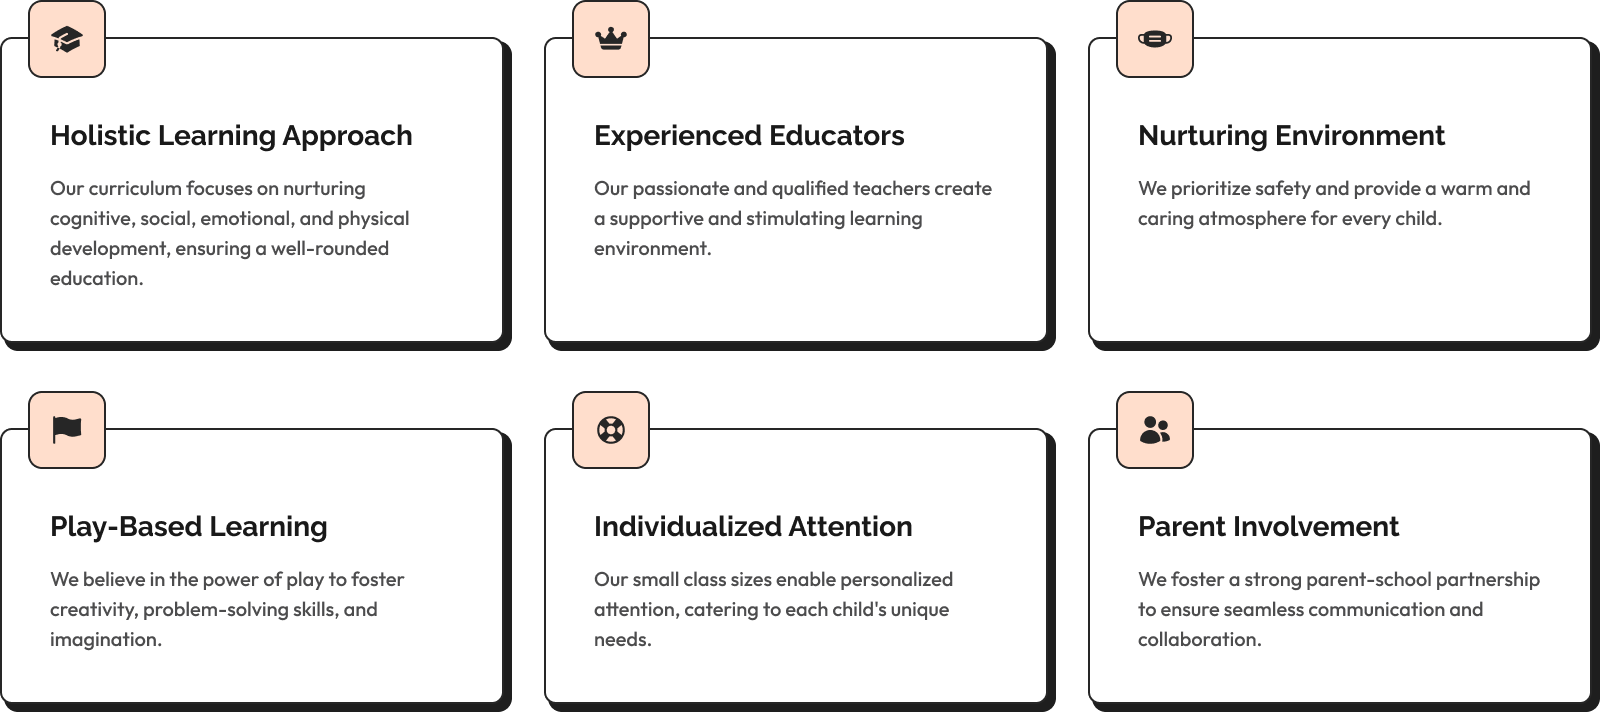 Holistic Learning Approach
Our curriculum focuses on nurturing
cognitive, social, emotional, and physical
development, ensuring a well-rounded
education.
Experienced Educators
Our passionate and qualified teachers create
a supportive and stimulating learning
environment.
Nurturing Environment
We prioritize safety and provide a warm and
caring atmosphere for every child.
Play-Based Learning
We believe in the power of play to foster
creativity, problem-solving skills, and
imagination.
Individualized Attention
Our small class sizes enable personalized
attention, catering to each child's unique
needs.
Parent Involvement
We foster a strong parent-school partnership
to ensure seamless communication and
collaboration.